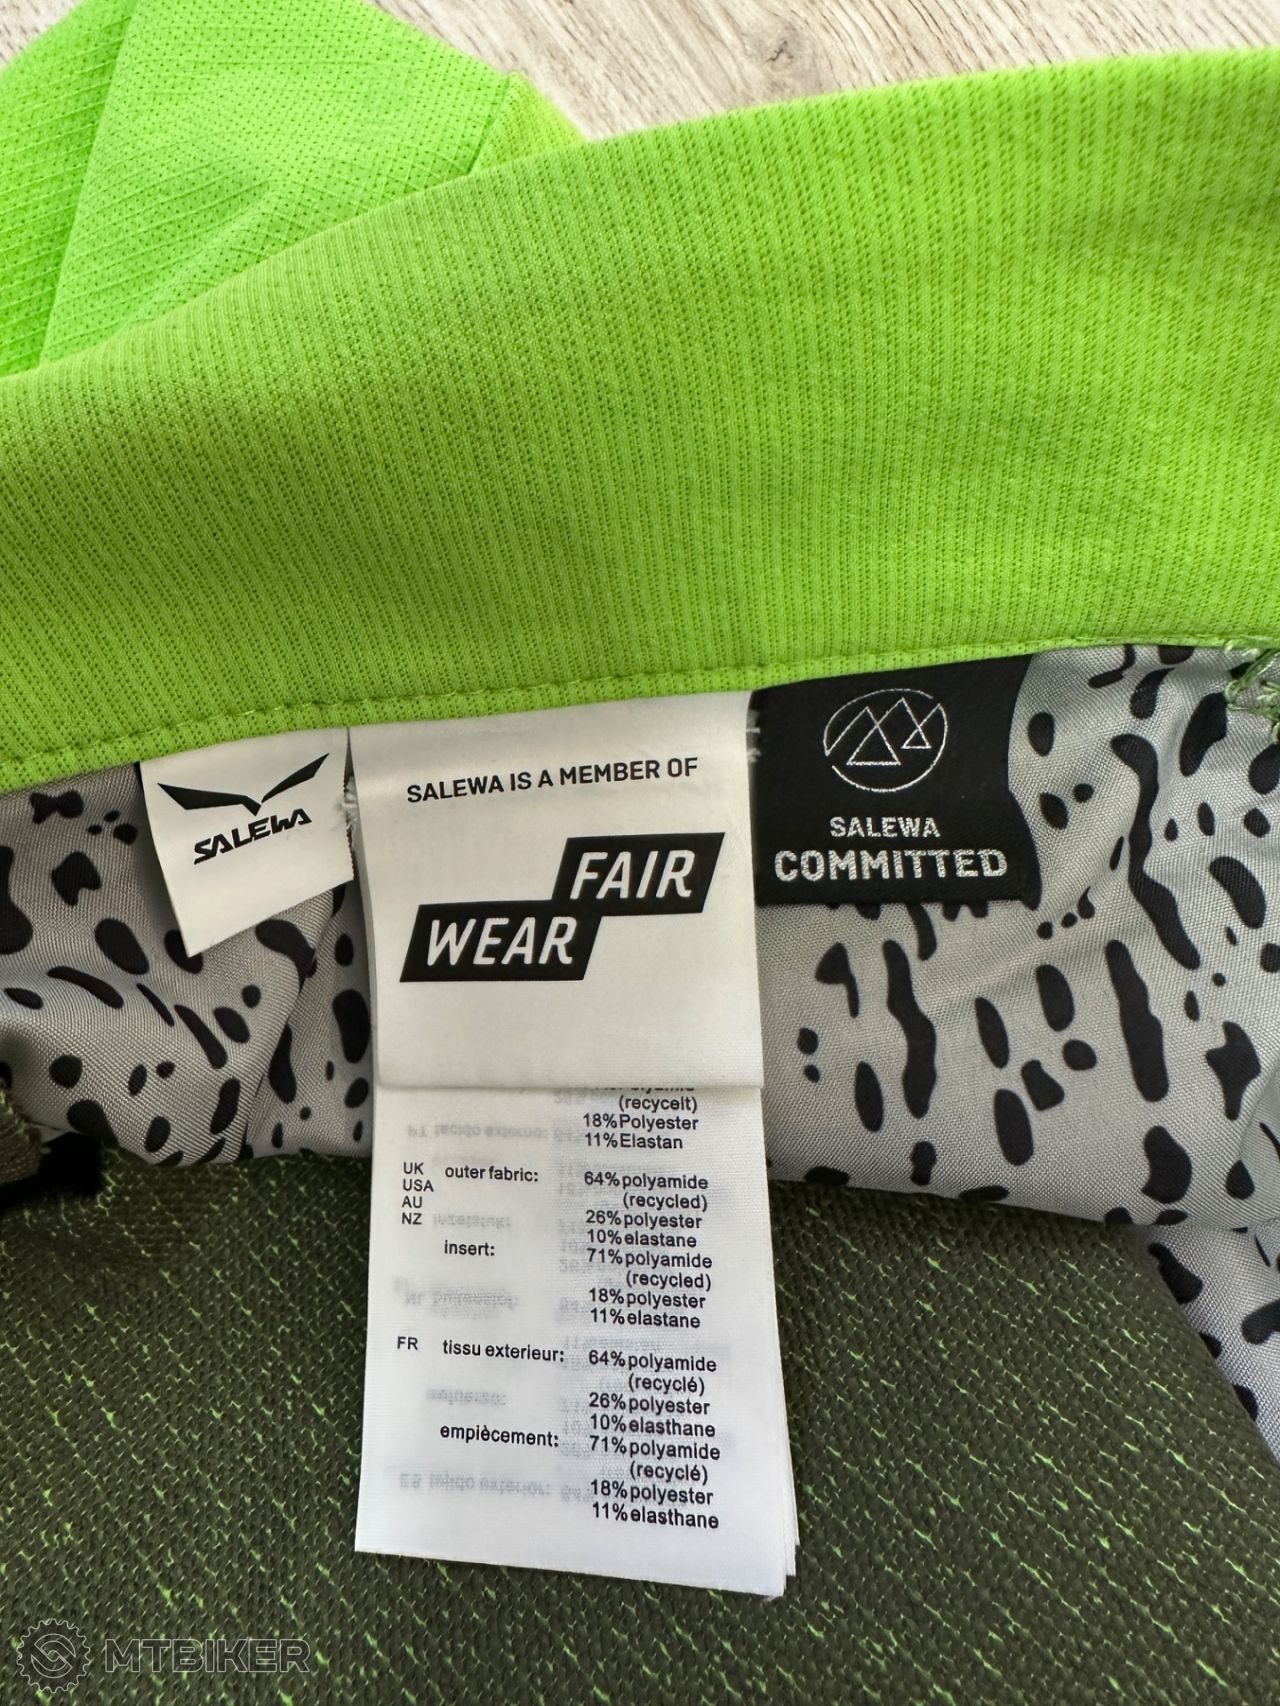 SALEWA
SALEWA IS A MEMBER OF
FAIR
WEAR
SALEWA
COMMITTED
(recycelt)
18% Polyester
11% Elastan
UK outer fabric: 64% polyamide
USA (recycled)
AU
NZ 26% polyester
10% elastane
insert: 71% polyamide
(recycled)
18% polyester
11% elastane
FR tissu exterieur: 64% polyamide
(recyclé)
26% polyester
10% elasthane
empiècement: 71% polyamide
(recyclé)
18% polyester
11% elasthane
MTBIKER